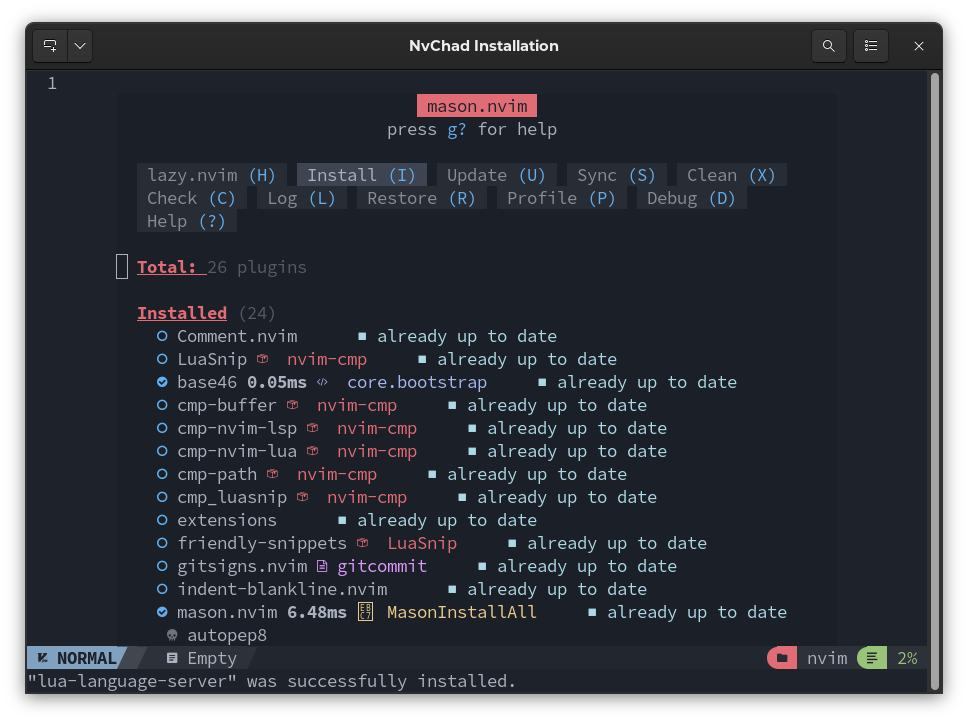 NvChad Installation
1
mason.nvim
press g? for help
lazy.nvim (H) Install (I) Update (U) Sync (S) Clean (X)
Check (C) Log (L) Restore (R) Profile (P) Debug (D)
Help (?)
Total: 26 plugins
Installed (24)
Comment.nvim ■ already up to date
LuaSnip nvim-cmp ■ already up to date
base46 0.05ms core.bootstrap ■ already up to date
cmp-buffer nvim-cmp ■ already up to date
cmp-nvim-lsp nvim-cmp ■ already up to date
cmp-nvim-lua nvim-cmp ■ already up to date
cmp-path nvim-cmp ■ already up to date
cmp_luasnip nvim-cmp ■ already up to date
extensions ■ already up to date
friendly-snippets LuaSnip ■ already up to date
gitsigns.nvim gitcommit ■ already up to date
indent-blankline.nvim ■ already up to date
mason.nvim 6.48ms MasonInstallAll ■ already up to date
autopep8
NORMAL Empty nvim 2%
"lua-language-server" was successfully installed.